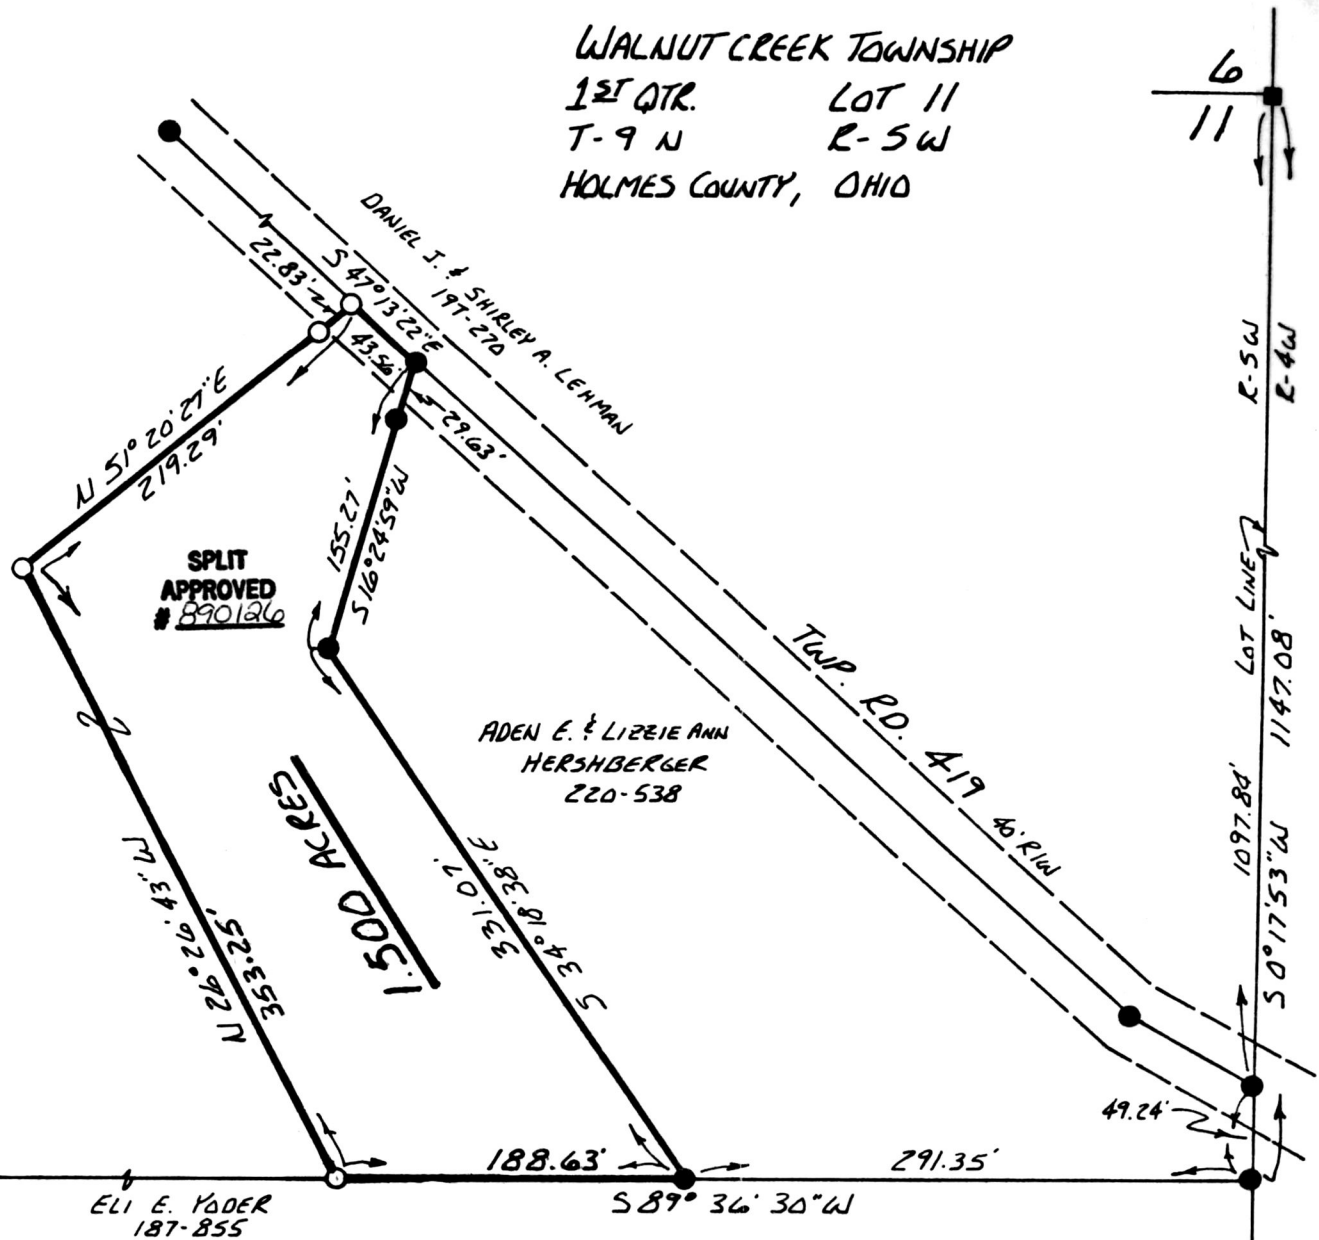 WALNUT CREEK TOWNSHIP
1ST QTR. LOT 11
T-9 N R-5W
HOLMES COUNTY, OHIO
6
11
DANIEL J. & SHIRLEY A. LEHMAN
197-270
22.83'
S 47° 13' 22" E
43.56'
29.63'
N 51° 20' 27" E
219.29'
155.27'
S 16° 24' 59" W
SPLIT
APPROVED
# 890126
R-5W
R-4W
LOT LINE
1147.08'
1097.84'
S 0° 17' 53" W
TWP. RD. 419
40' R/W
ADEN E. & LIZZIE ANN
HERSHBERGER
220-538
1.500 ACRES
S 34° 18' 38" E
331.07'
N 26° 26' 43" W
353.25'
49.24'
188.63'
291.35'
S 89° 36' 30" W
ELI E. YODER
187-855